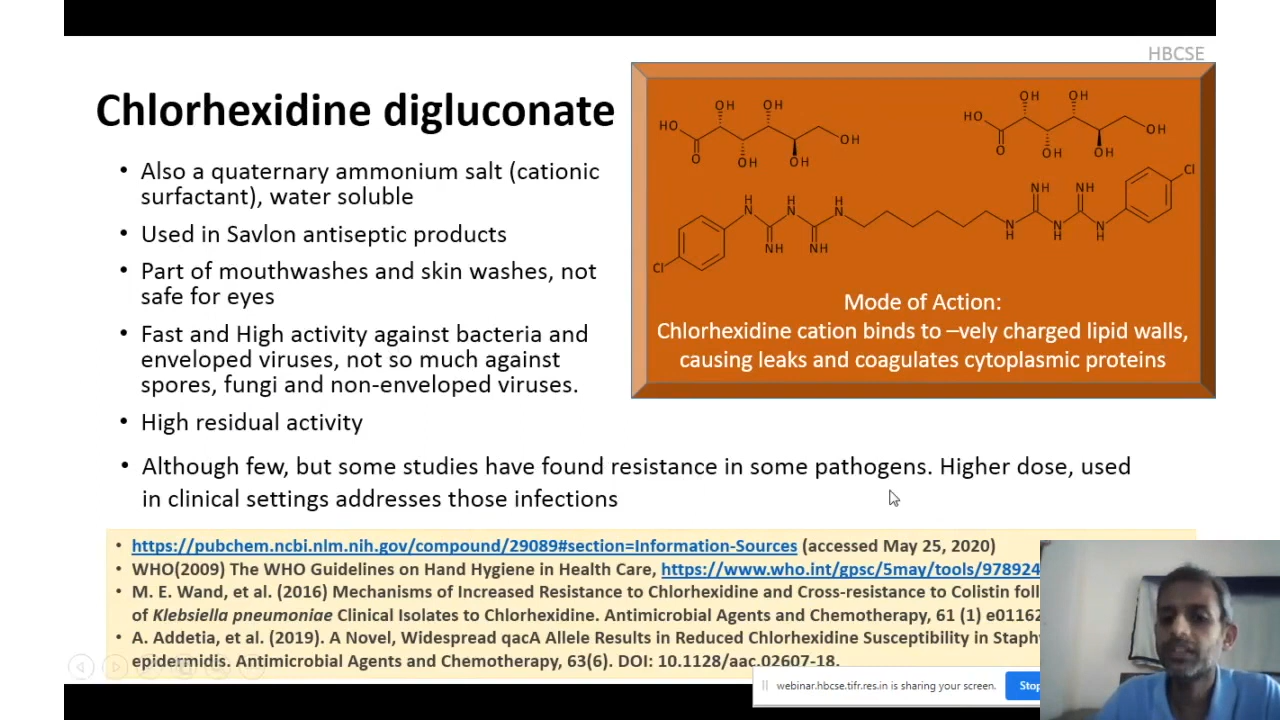 HBCSE
Chlorhexidine digluconate
• Also a quaternary ammonium salt (cationic
surfactant), water soluble
• Used in Savlon antiseptic products
• Part of mouthwashes and skin washes, not
safe for eyes
• Fast and High activity against bacteria and
enveloped viruses, not so much against
spores, fungi and non-enveloped viruses.
• High residual activity
• Although few, but some studies have found resistance in some pathogens. Higher dose, used
in clinical settings addresses those infections
OH OH
HO OH
O OH OH
OH OH
HO OH
O OH OH
H N H N H N
NH NH
Cl
NH NH
N H N H N H
Cl
Mode of Action:
Chlorhexidine cation binds to –vely charged lipid walls,
causing leaks and coagulates cytoplasmic proteins
• https://pubchem.ncbi.nlm.nih.gov/compound/29089#section=Information-Sources (accessed May 25, 2020)
• WHO(2009) The WHO Guidelines on Hand Hygiene in Health Care, https://www.who.int/gpsc/5may/tools/978924
• M. E. Wand, et al. (2016) Mechanisms of Increased Resistance to Chlorhexidine and Cross-resistance to Colistin foll
of Klebsiella pneumoniae Clinical Isolates to Chlorhexidine. Antimicrobial Agents and Chemotherapy, 61 (1) e01162
• A. Addetia, et al. (2019). A Novel, Widespread qacA Allele Results in Reduced Chlorhexidine Susceptibility in Staph
epidermidis. Antimicrobial Agents and Chemotherapy, 63(6). DOI: 10.1128/aac.02607-18.
webinar.hbcse.tifr.res.in is sharing your screen.
Stop